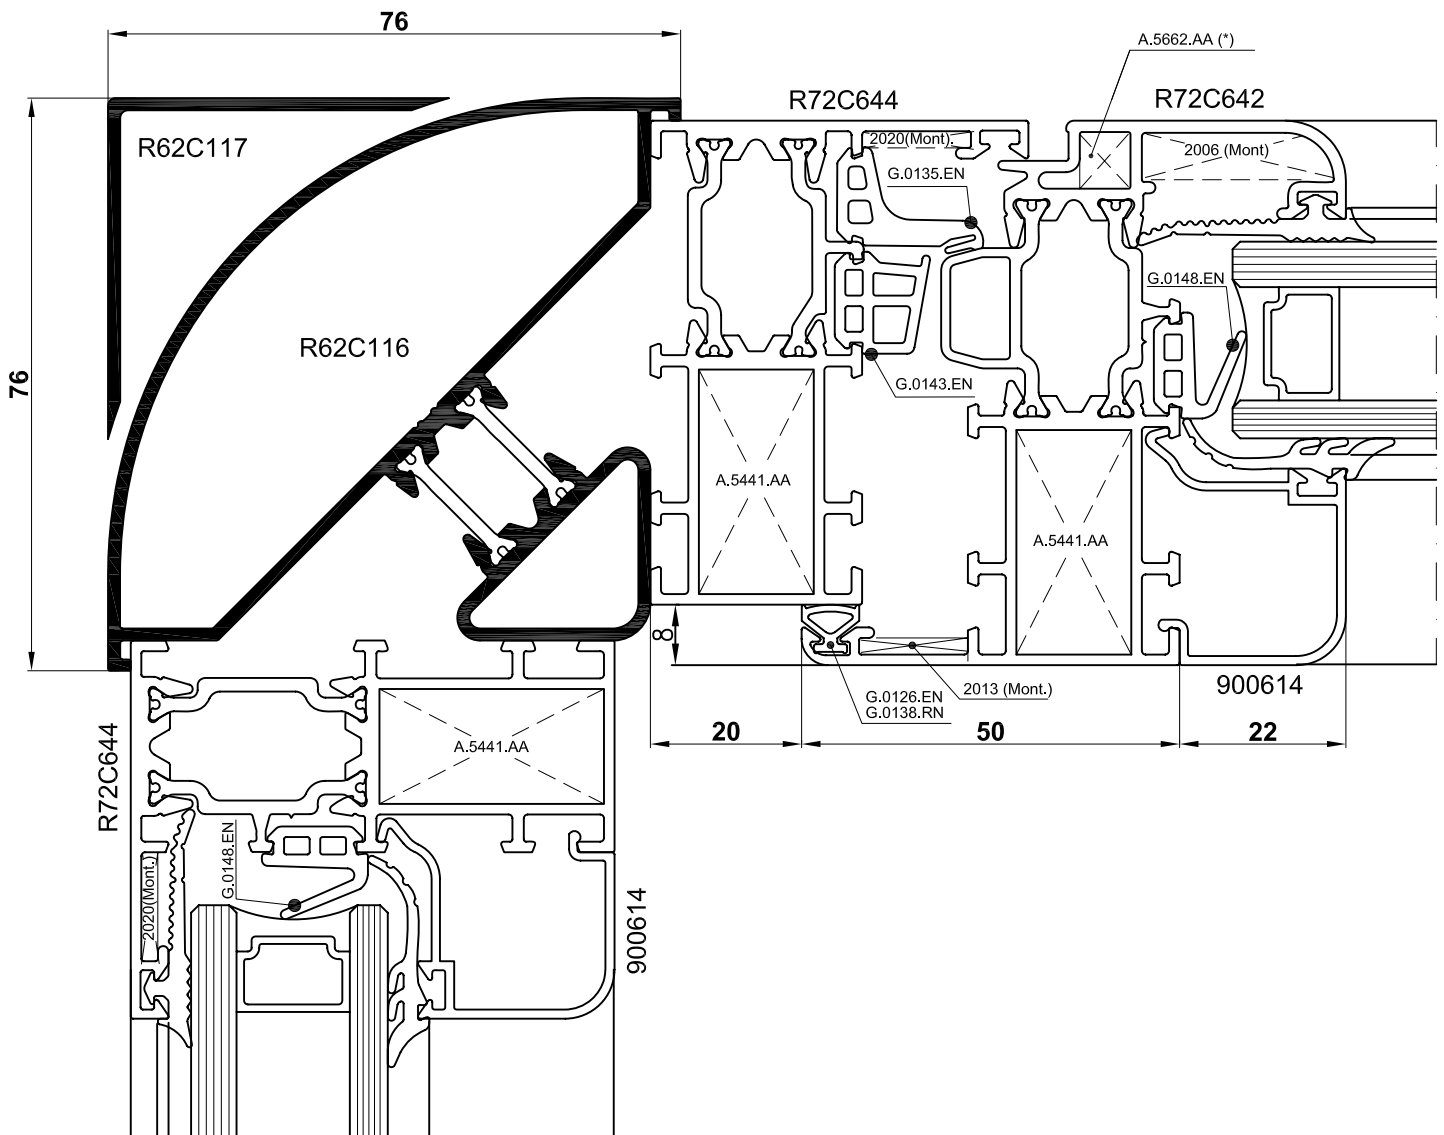 76
A.5662.AA (*)
R72C644
R72C642
R62C117
2020(Mont).
2006 (Mont)
G.0135.EN
G.0148.EN
R62C116
76
G.0143.EN
A.5441.AA
A.5441.AA
8
G.0126.EN
G.0138.RN
2013 (Mont.)
900614
20
50
22
R72C644
A.5441.AA
G.0148.EN
2020(Mont.)
900614